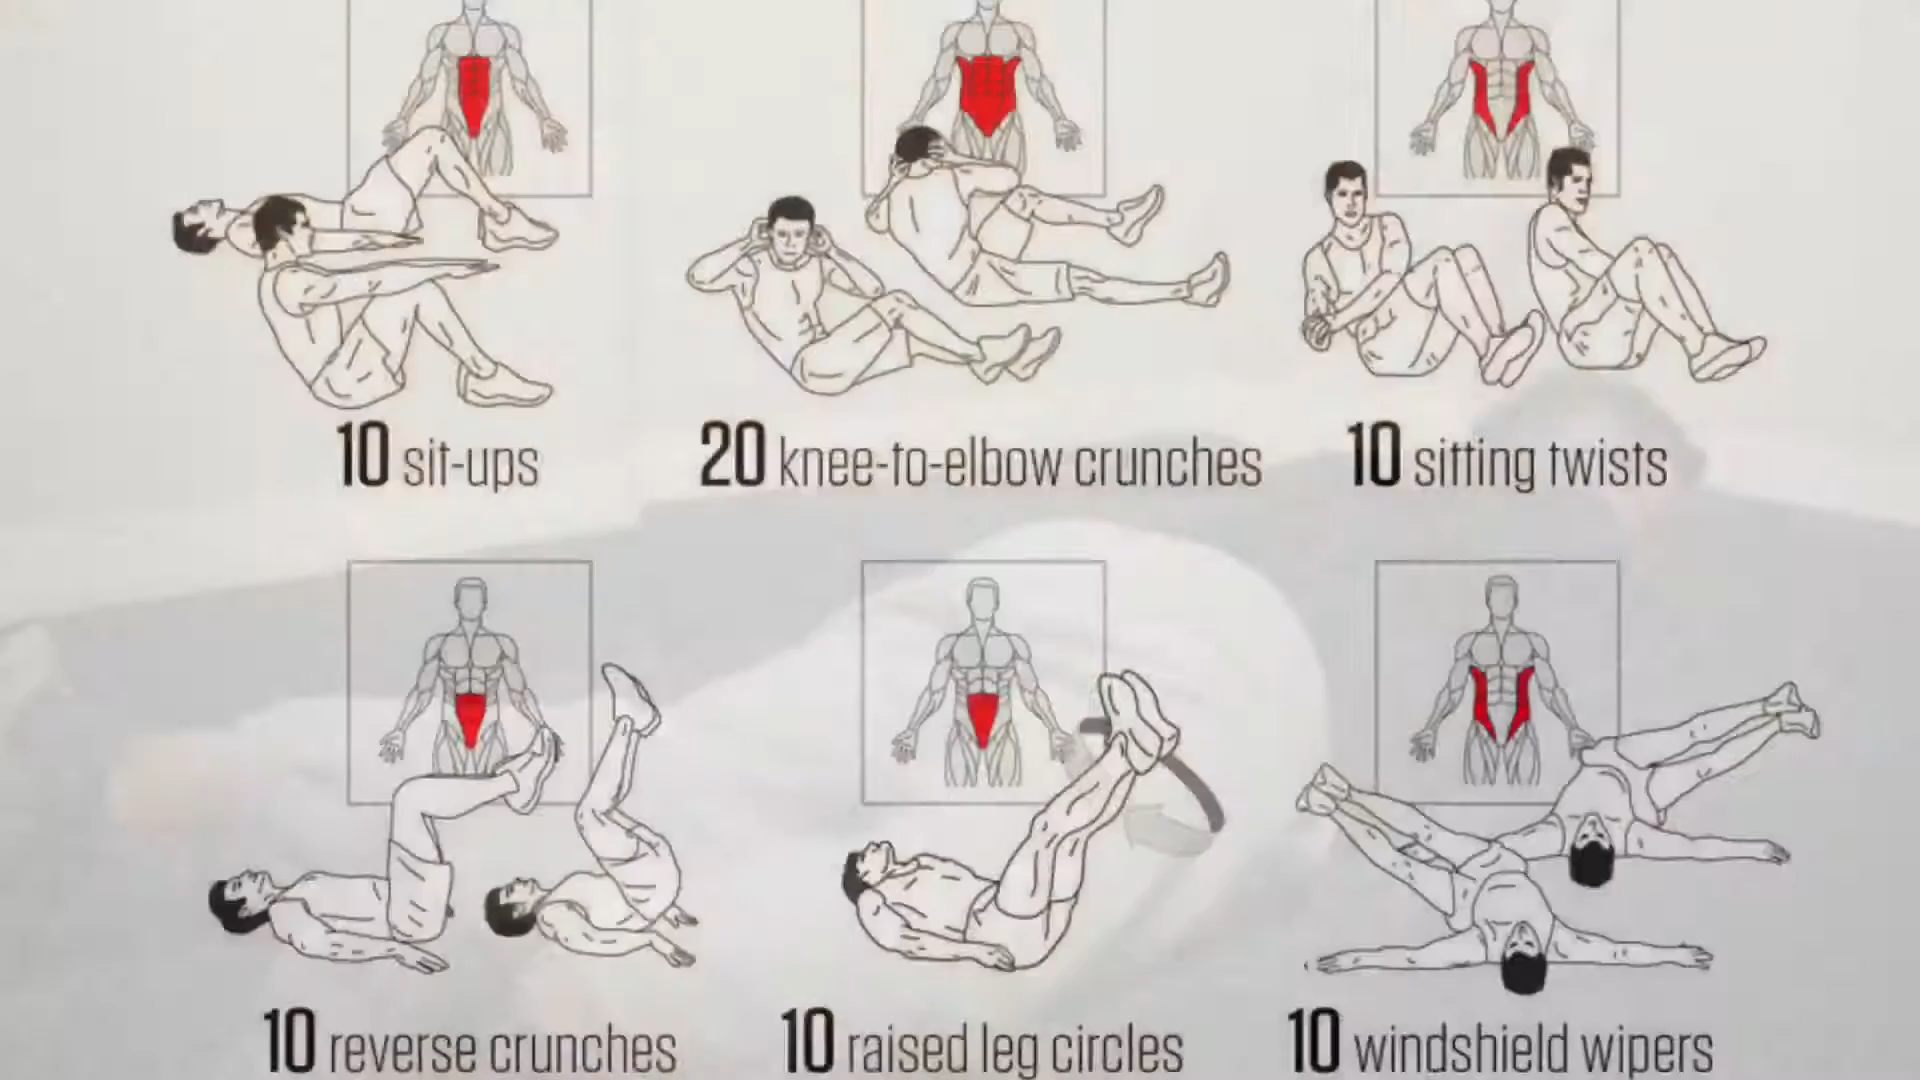 10 sit-ups
20 knee-to-elbow crunches
10 sitting twists
10 reverse crunches
10 raised leg circles
10 windshield wipers